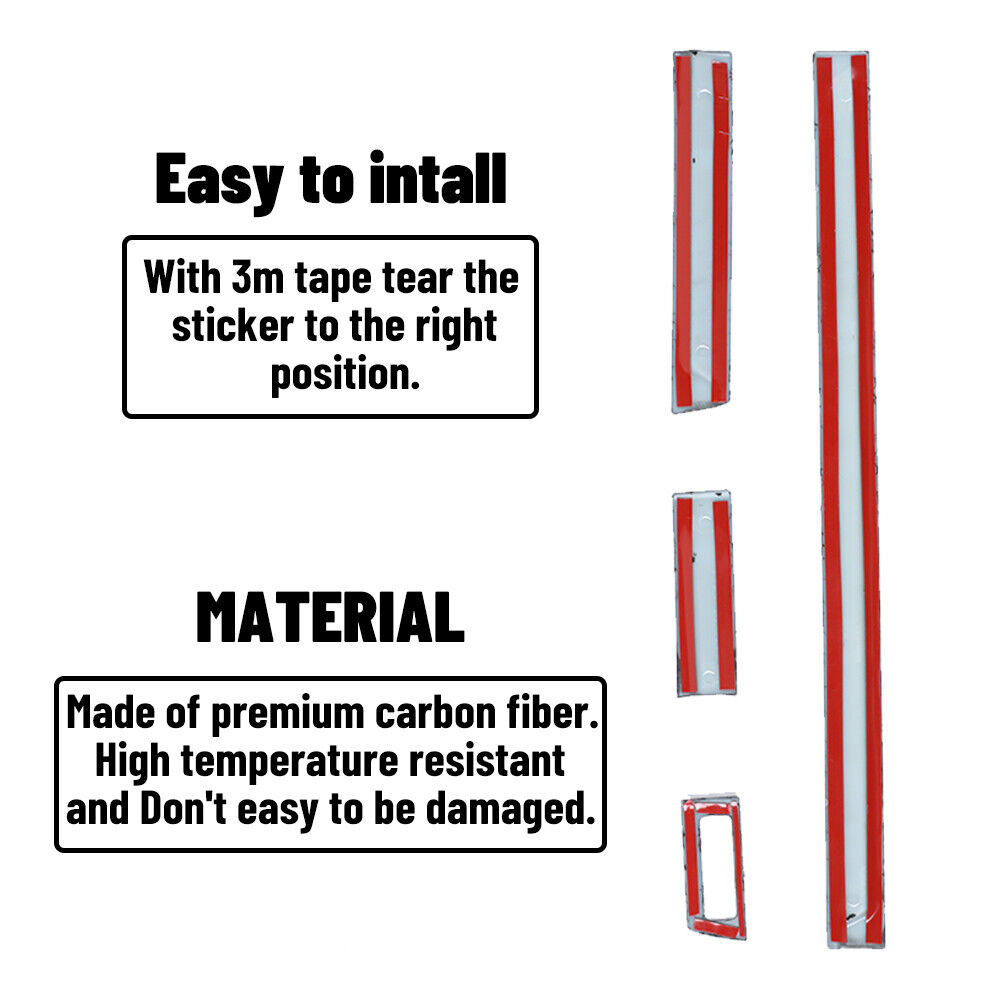 Easy to intall
With 3m tape tear the
sticker to the right
position.
MATERIAL
Made of premium carbon fiber.
High temperature resistant
and Don't easy to be damaged.